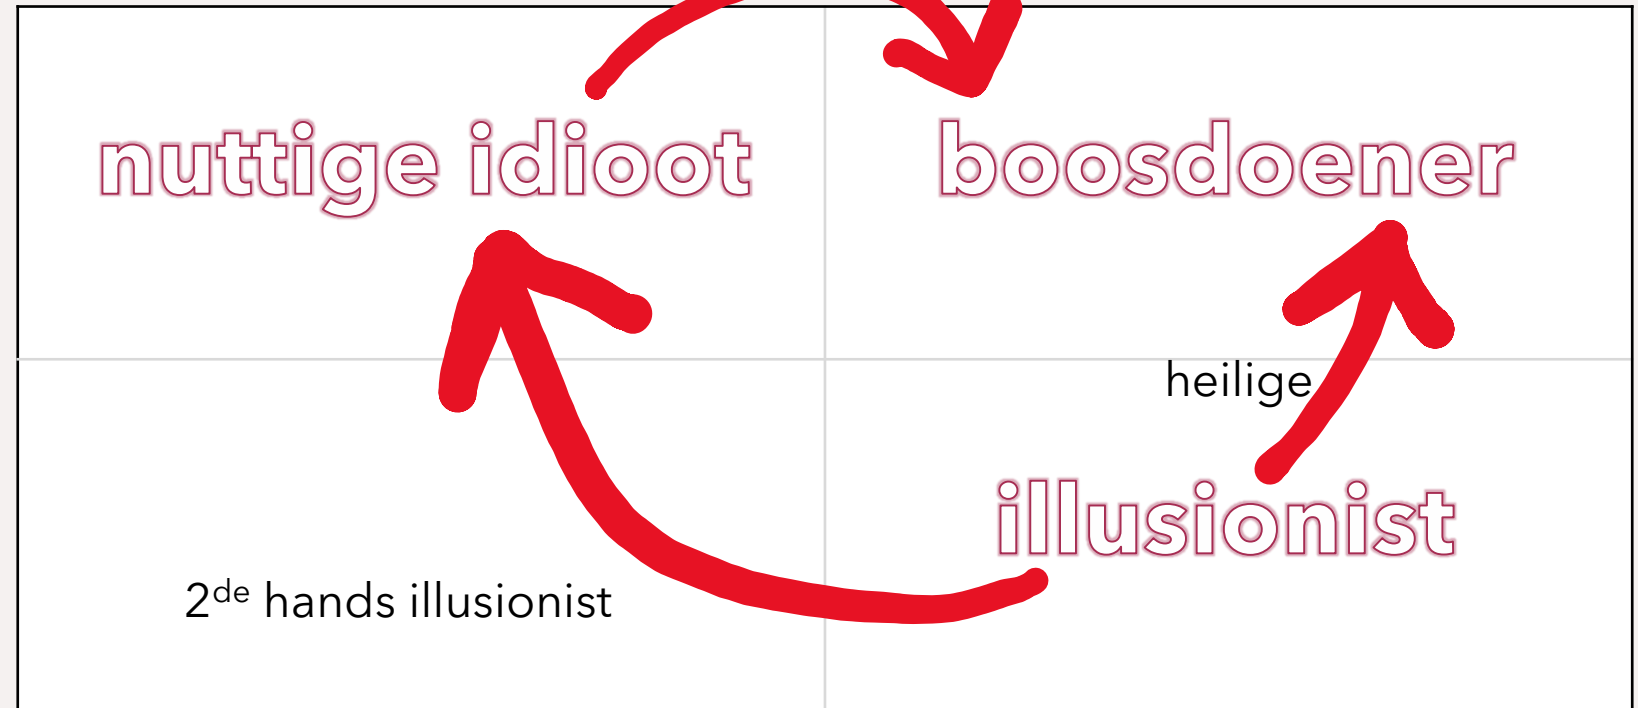 nuttige idioot
boosdoener
heilige
illusionist
2de hands illusionist